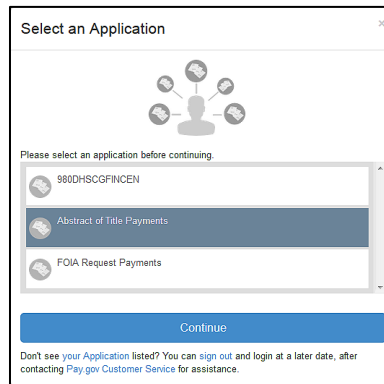 Select an Application
×
Please select an application before continuing.
980DHSCGFINCEN
Abstract of Title Payments
FOIA Request Payments
Continue
Don't see your Application listed? You can sign out and login at a later date, after
contacting Pay.gov Customer Service for assistance.